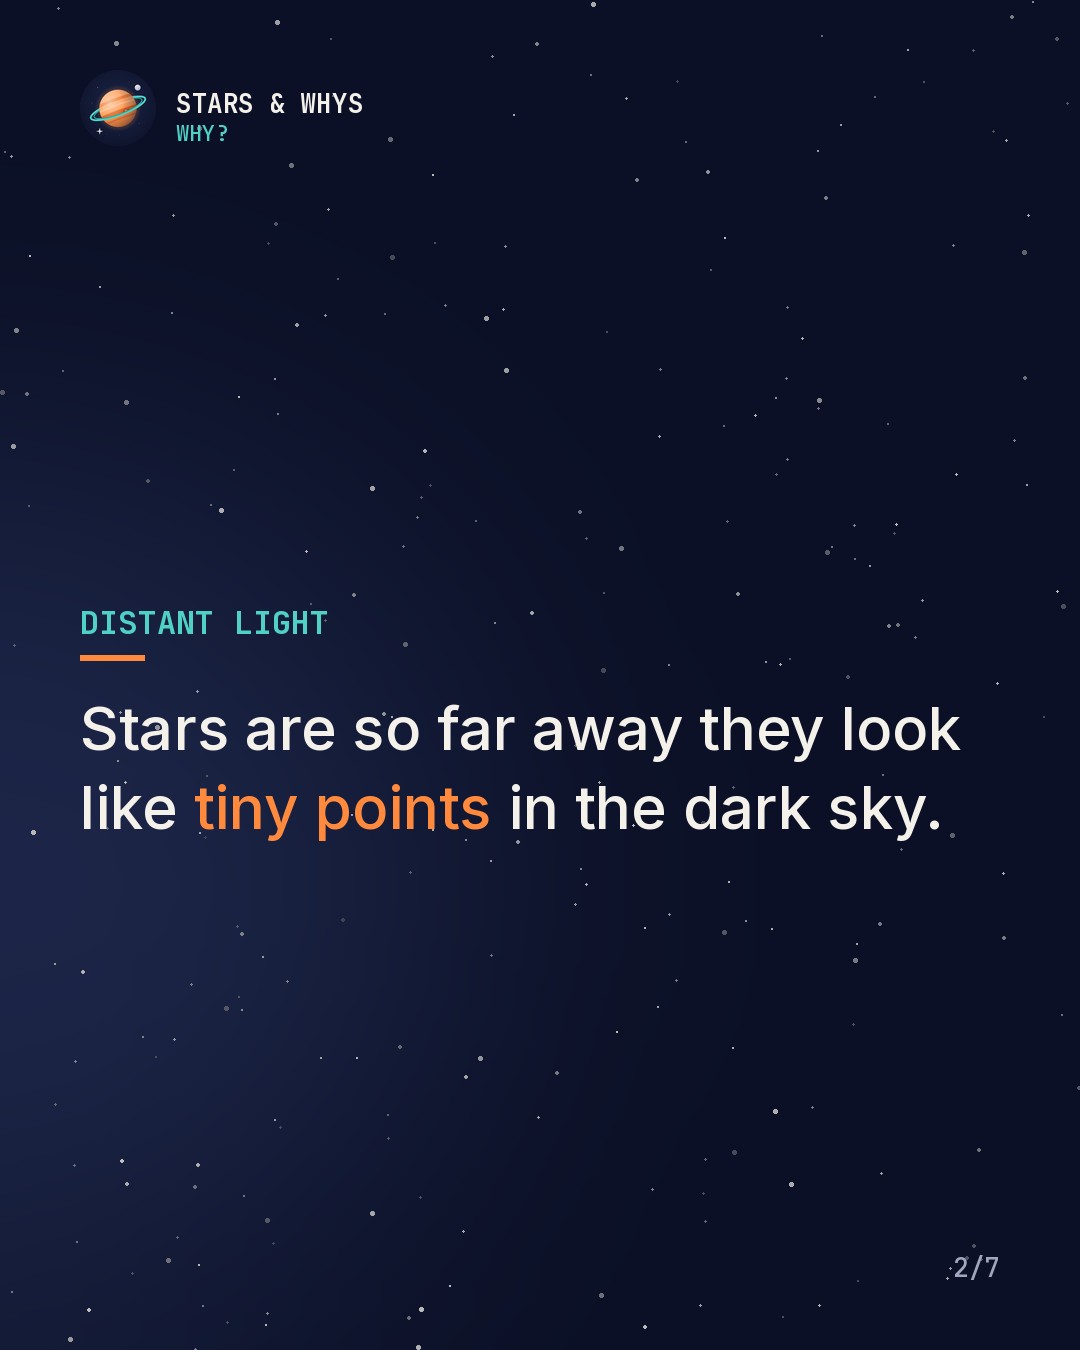 STARS & WHYS
WHY?
DISTANT LIGHT
Stars are so far away they look
like tiny points in the dark sky.
2/7